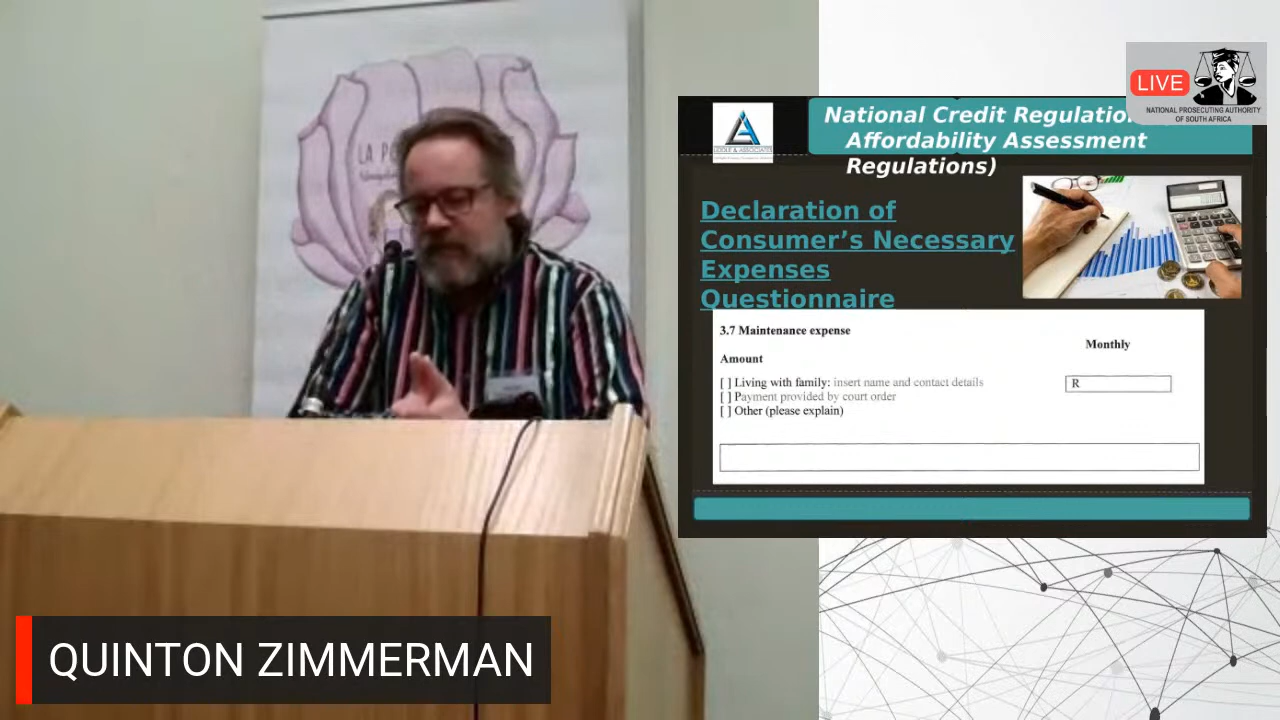 LA PO
LIVE
NATIONAL PROSECUTING AUTHORITY
OF SOUTH AFRICA
National Credit Regulation
Affordability Assessment
Regulations)
Declaration of
Consumer’s Necessary
Expenses
Questionnaire
3.7 Maintenance expense
Monthly
Amount
[ ] Living with family: insert name and contact details
R
[ ] Payment provided by court order
[ ] Other (please explain)
QUINTON ZIMMERMAN